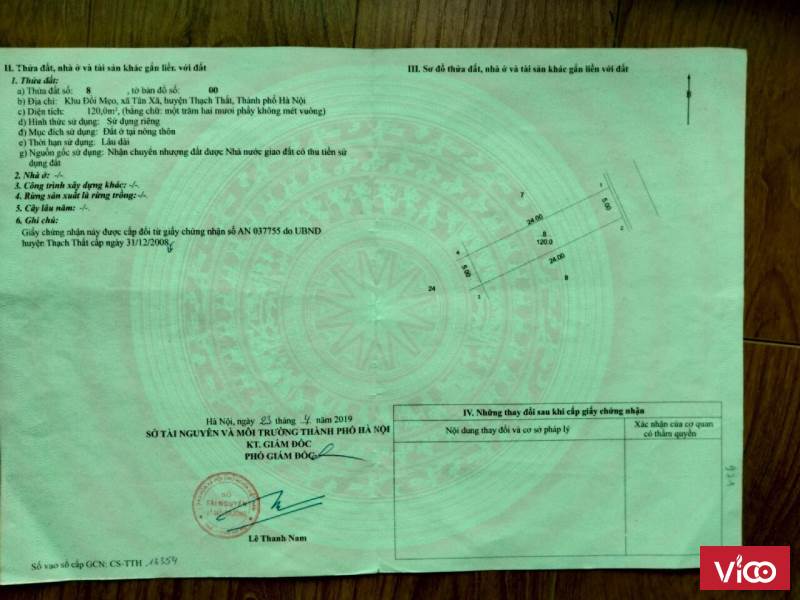 II. Thửa đất, nhà ở và tài sản khác gắn liền với đất
1. Thửa đất:
a) Thửa đất số: 8 , tờ bản đồ số: 00
b) Địa chỉ: Khu Đồi Mẹo, xã Tân Xã, huyện Thạch Thất, Thành phố Hà Nội
c) Diện tích: 120,0m², (bằng chữ: một trăm hai mươi phẩy không mét vuông)
d) Hình thức sử dụng: Sử dụng riêng
đ) Mục đích sử dụng: Đất ở tại nông thôn
e) Thời hạn sử dụng: Lâu dài
g) Nguồn gốc sử dụng: Nhận chuyển nhượng đất được Nhà nước giao đất có thu tiền sử
dụng đất
2. Nhà ở: -/-
3. Công trình xây dựng khác: -/-
4. Rừng sản xuất là rừng trồng: -/-
5. Cây lâu năm: -/-
6. Ghi chú:
Giấy chứng nhận này được cấp đổi từ giấy chứng nhận số AN 037755 do UBND
huyện Thạch Thất cấp ngày 31/12/2008
Hà Nội, ngày 23 tháng 4 năm 2019
SỞ TÀI NGUYÊN VÀ MÔI TRƯỜNG THÀNH PHỐ HÀ NỘI
KT. GIÁM ĐỐC
PHÓ GIÁM ĐỐC
SỞ
TÀI NGUYÊN
Lê Thanh Nam
Số vào sổ cấp GCN: CS-TTH 13354
III. Sơ đồ thửa đất, nhà ở và tài sản khác gắn liền với đất
B
7
1
24.00
5.00
8
120.0
2
4
24.00
5.00
8
24
3
IV. Những thay đổi sau khi cấp giấy chứng nhận
Nội dung thay đổi và cơ sở pháp lý
Xác nhận của cơ quan
có thẩm quyền
ViCO